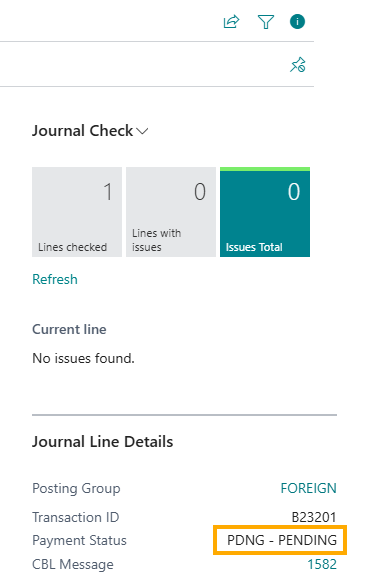 Journal Check
1
Lines checked
0
Lines with
issues
0
Issues Total
Refresh
Current line
No issues found.
Journal Line Details
Posting Group FOREIGN
Transaction ID B23201
Payment Status PDNG - PENDING
CBL Message 1582